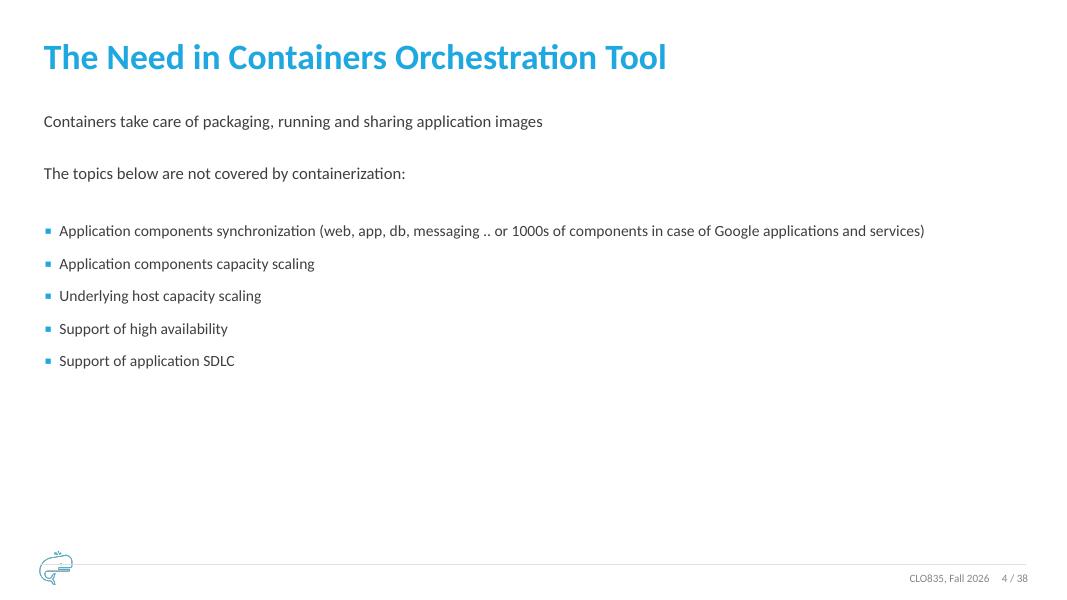 The Need in Containers Orchestration Tool
Containers take care of packaging, running and sharing application images
The topics below are not covered by containerization:
▪ Application components synchronization (web, app, db, messaging .. or 1000s of components in case of Google applications and services)
▪ Application components capacity scaling
▪ Underlying host capacity scaling
▪ Support of high availability
▪ Support of application SDLC
CLO835, Fall 2026 4 / 38